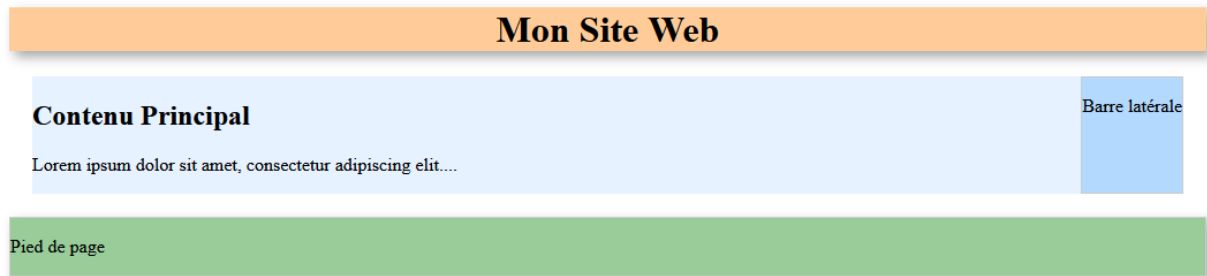 Mon Site Web
Contenu Principal
Barre latérale
Lorem ipsum dolor sit amet, consectetur adipiscing elit....
Pied de page